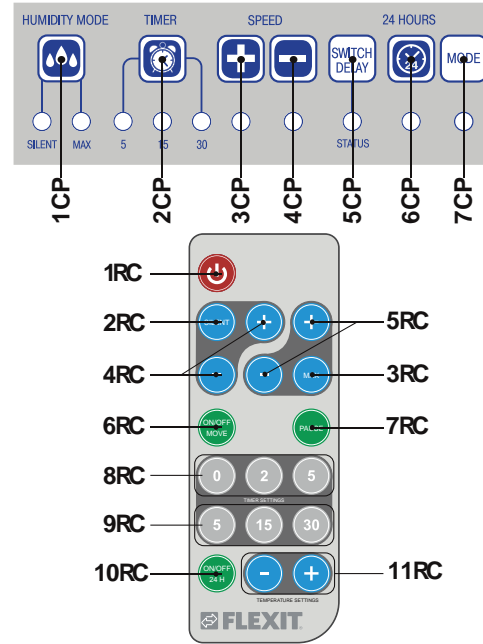 HUMIDITY MODE TIMER SPEED 24 HOURS
24
SWITCH
DELAY
MODE
SILENT MAX 5 15 30 STATUS
1CP 2CP 3CP 4CP 5CP 6CP 7CP
1RC
2RC
5RC
4RC
3RC
6RC
ON/OFF
MOVE
7RC
8RC
0 2 5
TIMER SETTINGS
9RC
5 15 30
10RC
ON/OFF
24 H
- +
11RC
TEMPERATURE SETTINGS
FLEXIT